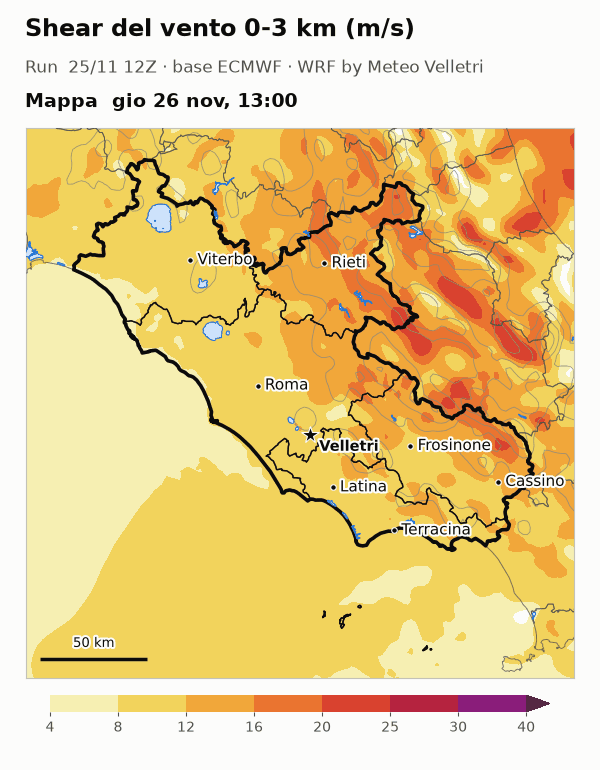 Shear del vento 0-3 km (m/s)
Run  25/11 12Z · base ECMWF · WRF by Meteo Velletri
Mappa  gio 26 nov, 13:00
Viterbo
Rieti
Roma
Velletri
Frosinone
Cassino
Latina
Terracina
50 km
4 8 12 16 20 25 30 40